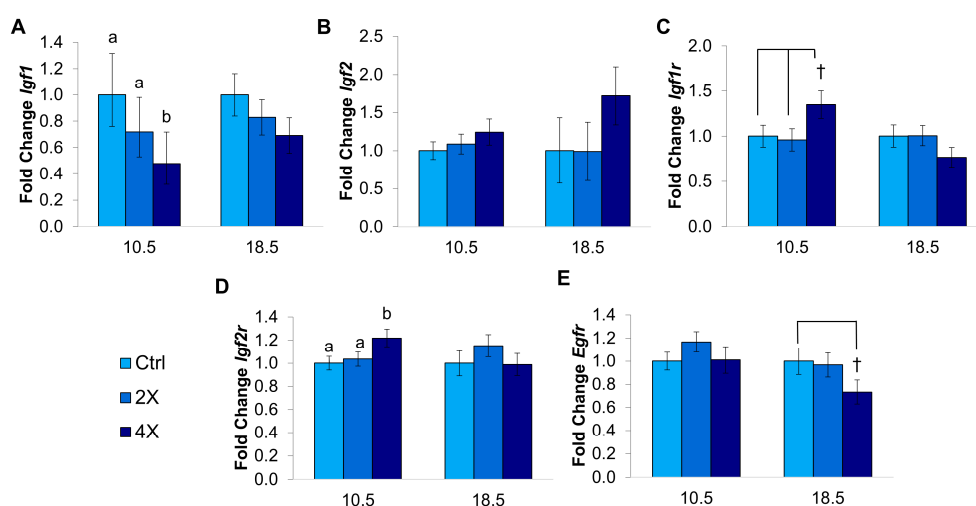 A
Fold Change Igf1
1.4
1.2
1.0
0.8
0.6
0.4
0.2
0.0
a
a
b
10.5
18.5
B
Fold Change Igf2
2.5
2.0
1.5
1.0
0.5
0.0
10.5
18.5
C
Fold Change Igf1r
2.0
1.5
1.0
0.5
0.0
†
10.5
18.5
Ctrl
2X
4X
D
Fold Change Igf2r
1.4
1.2
1.0
1.2
0.6
0.4
0.2
0.0
a
a
b
10.5
18.5
E
Fold Change Egfr
1.4
1.2
1.0
0.8
0.6
0.4
0.2
0.0
†
10.5
18.5